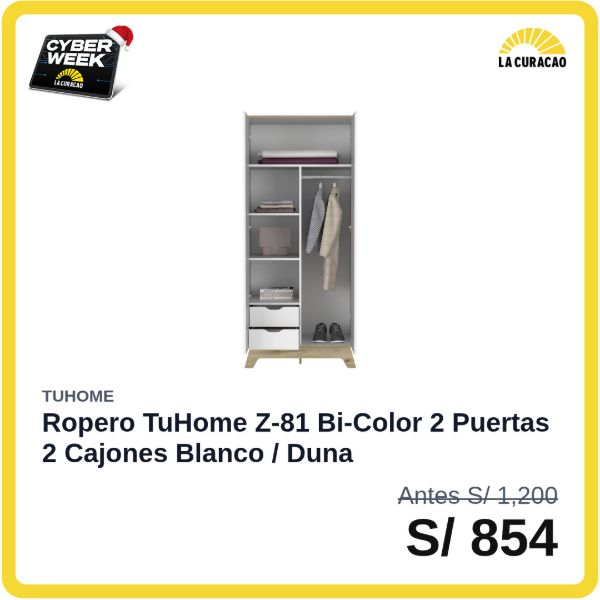 CYBER
WEEK
LA CURACAO
LA CURACAO
TUHOME
Ropero TuHome Z-81 Bi-Color 2 Puertas
2 Cajones Blanco / Duna
Antes S/ 1,200
S/ 854